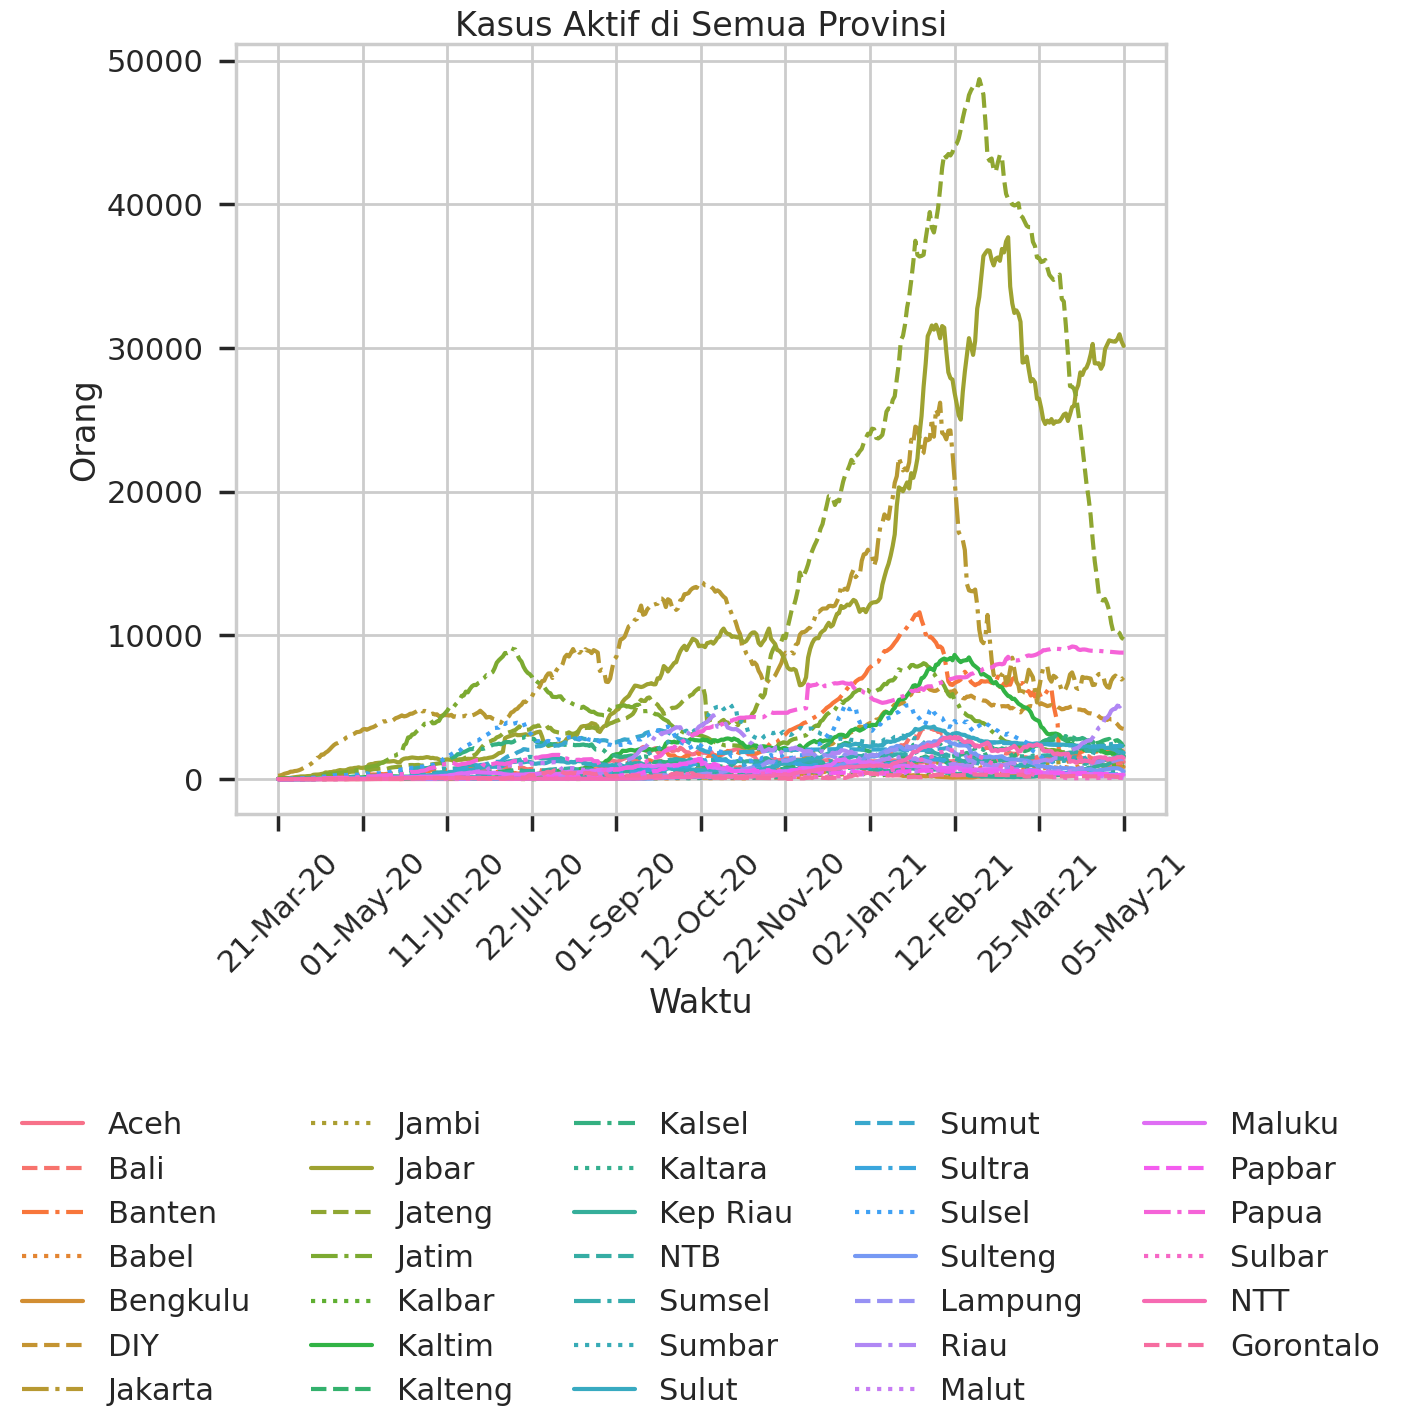 Kasus Aktif di Semua Provinsi
50000
40000
30000
20000
10000
0
Orang
21-Mar-20
01-May-20
11-Jun-20
22-Jul-20
01-Sep-20
12-Oct-20
22-Nov-20
02-Jan-21
12-Feb-21
25-Mar-21
05-May-21
Waktu
Aceh
Bali
Banten
Babel
Bengkulu
DIY
Jakarta
Jambi
Jabar
Jateng
Jatim
Kalbar
Kaltim
Kalteng
Kalsel
Kaltara
Kep Riau
NTB
Sumsel
Sumbar
Sulut
Sumut
Sultra
Sulsel
Sulteng
Lampung
Riau
Malut
Maluku
Papbar
Papua
Sulbar
NTT
Gorontalo